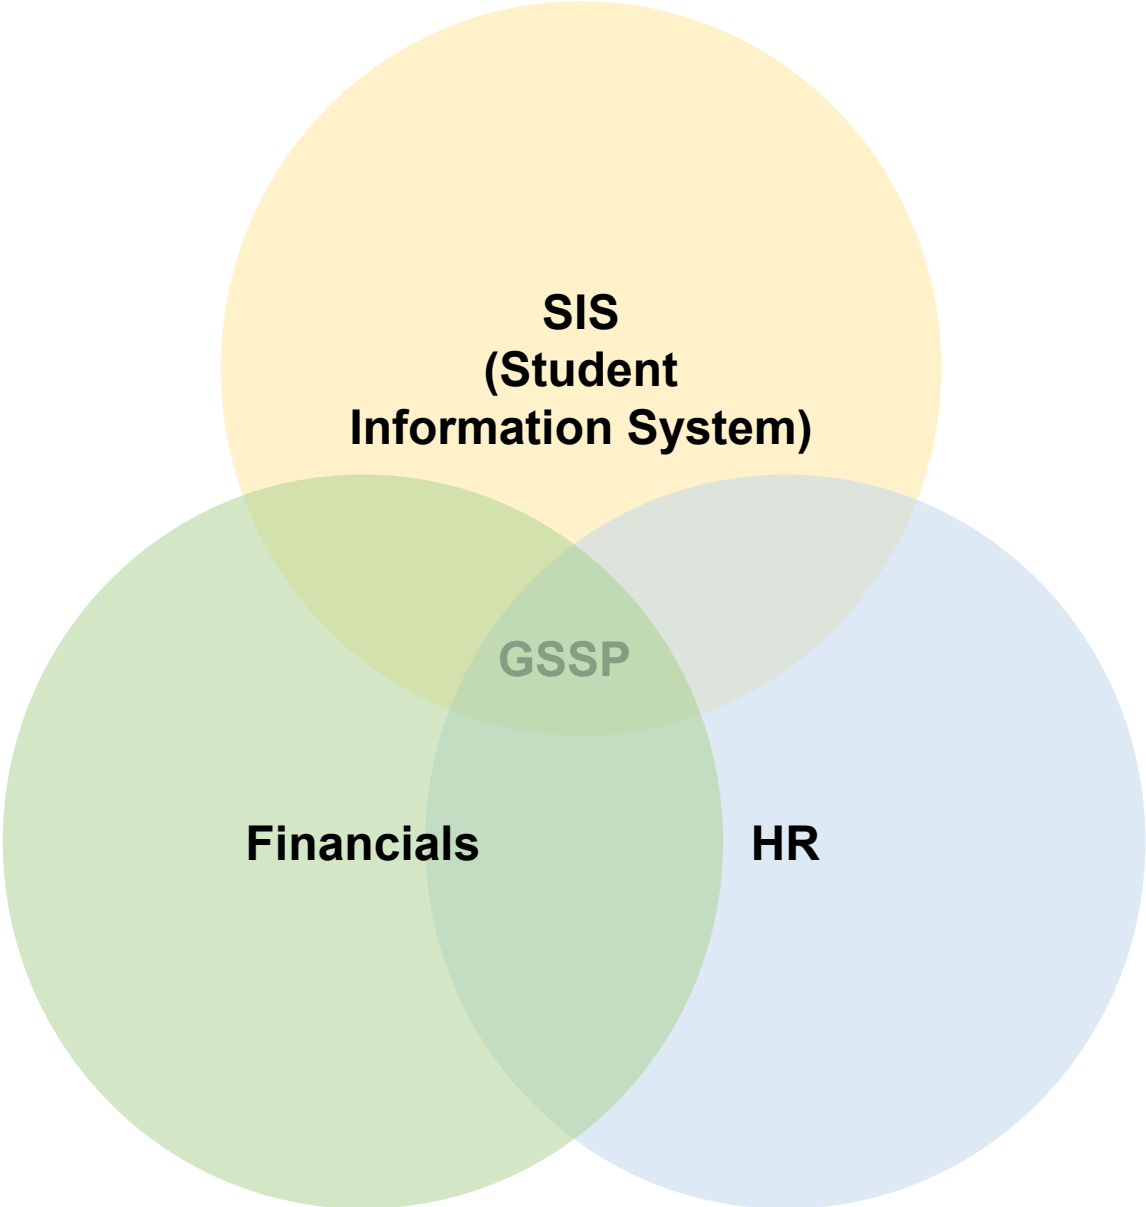 SIS
(Student
Information System)
GSSP
Financials
HR